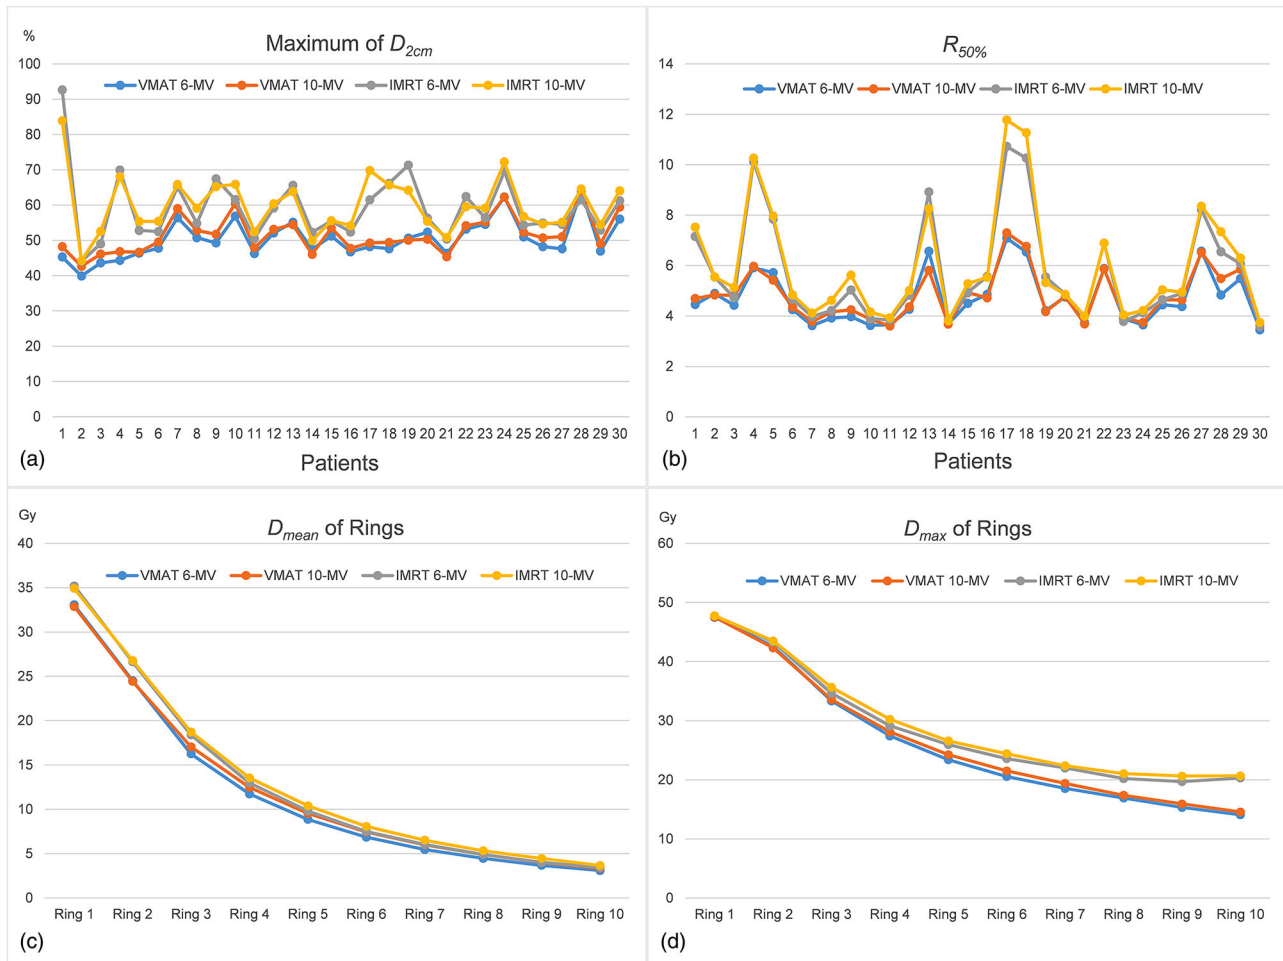 %
Maximum of D2cm
100
VMAT 6-MV VMAT 10-MV IMRT 6-MV IMRT 10-MV
90
80
70
60
50
40
30
20
10
0
1 2 3 4 5 6 7 8 9 10 11 12 13 14 15 16 17 18 19 20 21 22 23 24 25 26 27 28 29 30
(a)
Patients
R50%
14
VMAT 6-MV VMAT 10-MV IMRT 6-MV IMRT 10-MV
12
10
8
6
4
2
0
1 2 3 4 5 6 7 8 9 10 11 12 13 14 15 16 17 18 19 20 21 22 23 24 25 26 27 28 29 30
(b)
Patients
Gy
Dmean of Rings
40
VMAT 6-MV VMAT 10-MV IMRT 6-MV IMRT 10-MV
35
30
25
20
15
10
5
0
Ring 1 Ring 2 Ring 3 Ring 4 Ring 5 Ring 6 Ring 7 Ring 8 Ring 9 Ring 10
(c)
Gy
Dmax of Rings
60
VMAT 6-MV VMAT 10-MV IMRT 6-MV IMRT 10-MV
50
40
30
20
10
0
Ring 1 Ring 2 Ring 3 Ring 4 Ring 5 Ring 6 Ring 7 Ring 8 Ring 9 Ring 10
(d)